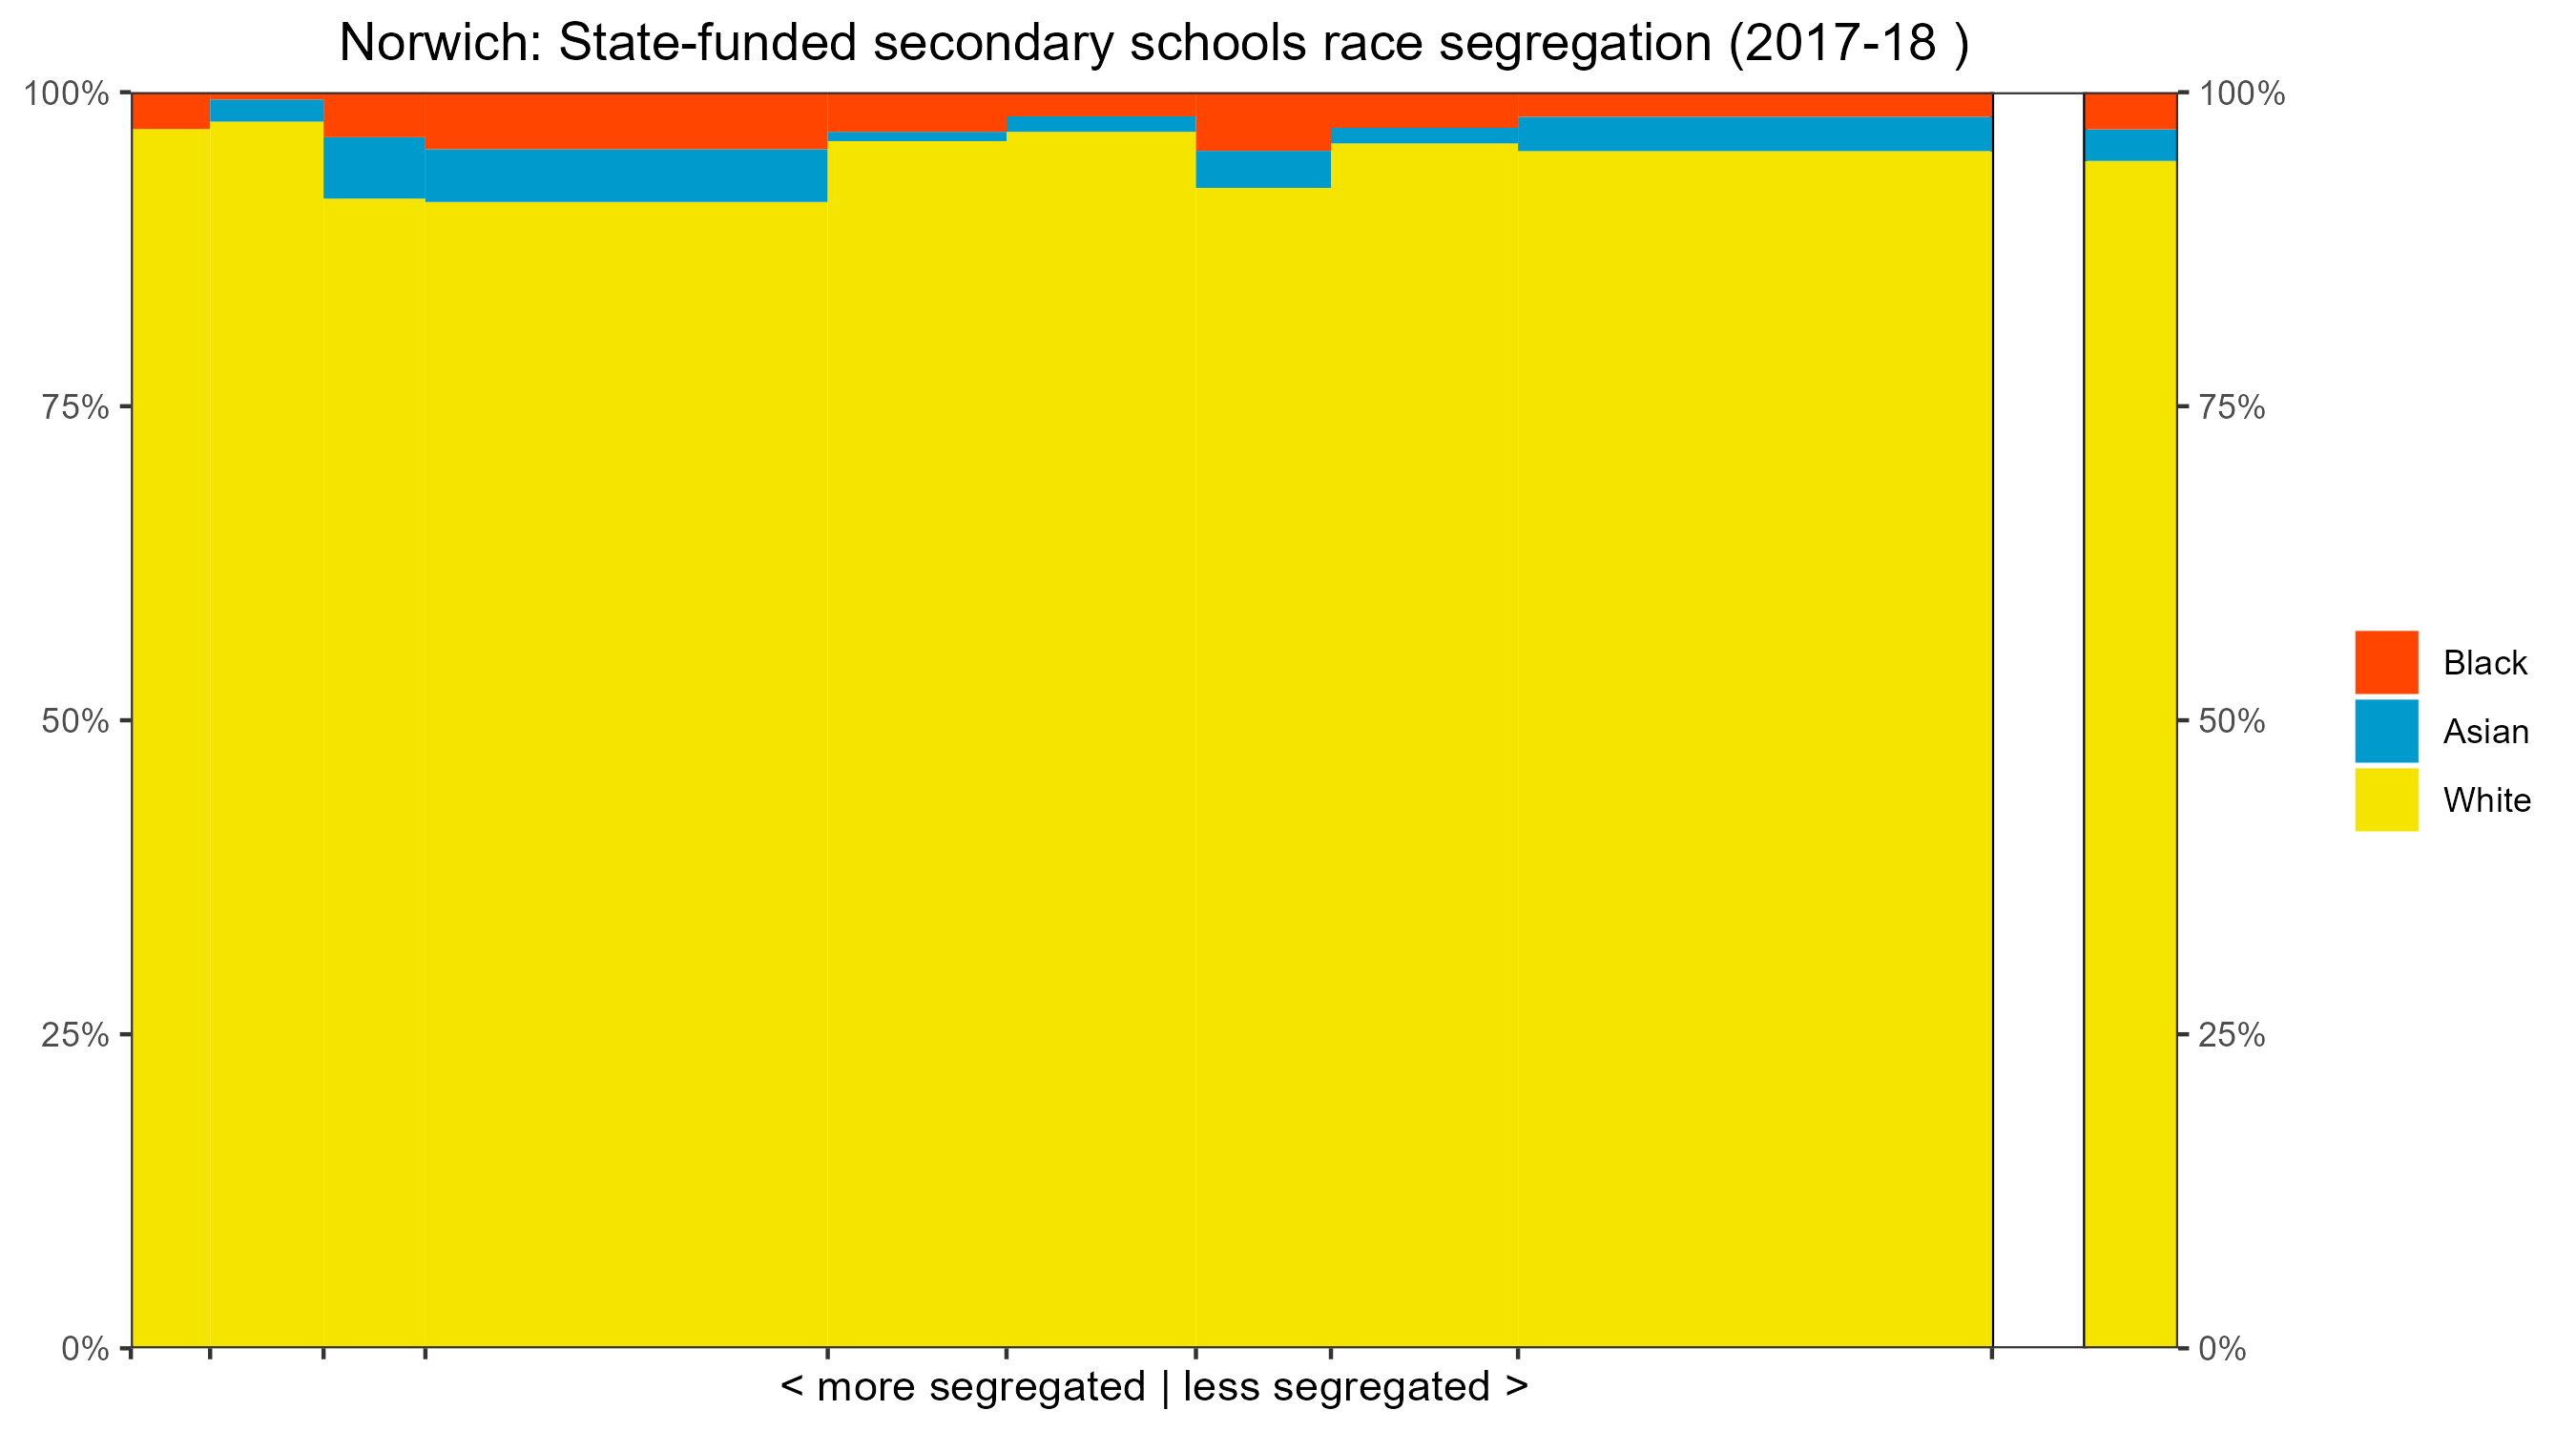 Norwich: State-funded secondary schools race segregation (2017-18 )
100%
75%
50%
25%
0%
100%
75%
50%
25%
0%
< more segregated | less segregated >
Black
Asian
White